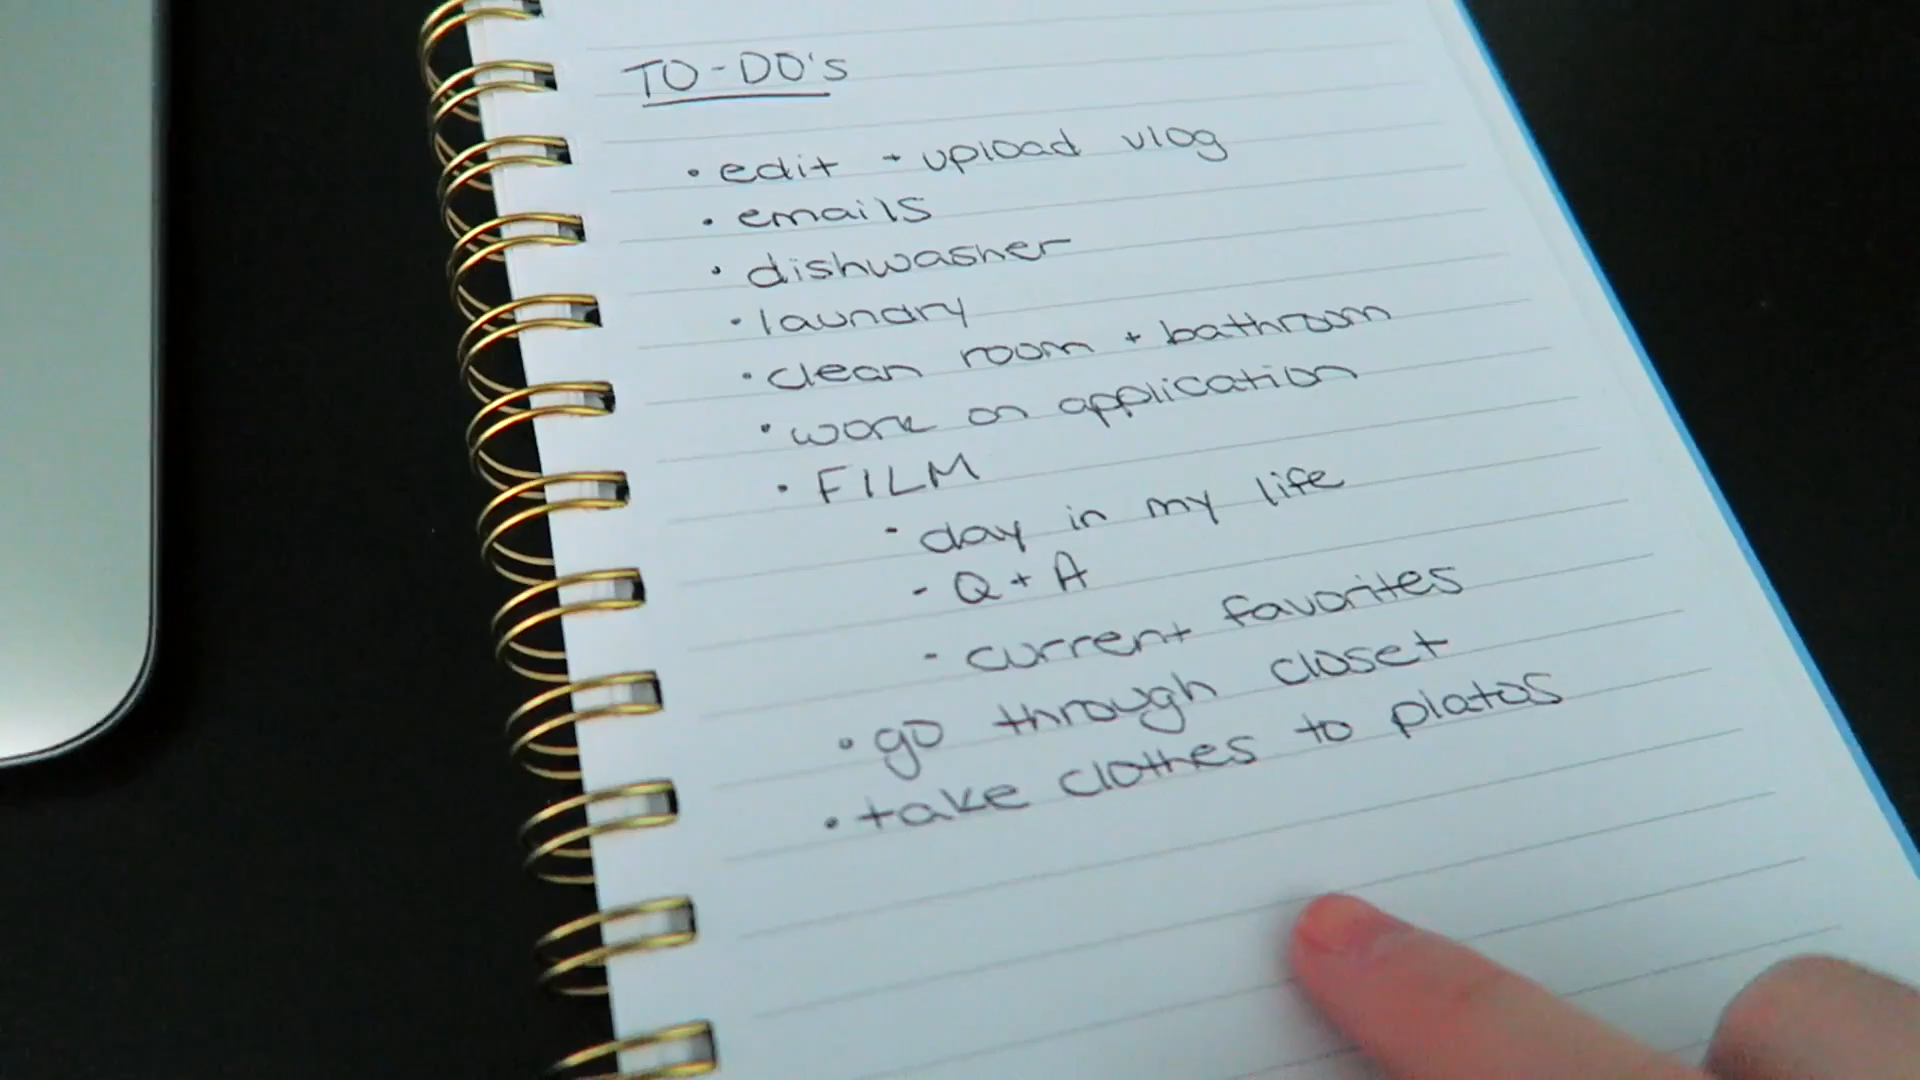 TO-DO's
• edit + upload vlog
• emails
• dishwasher
• laundry
• clean room + bathroom
• work on application
• FILM
- day in my life
- Q + A
- current favorites
• go through closet
• take clothes to platos